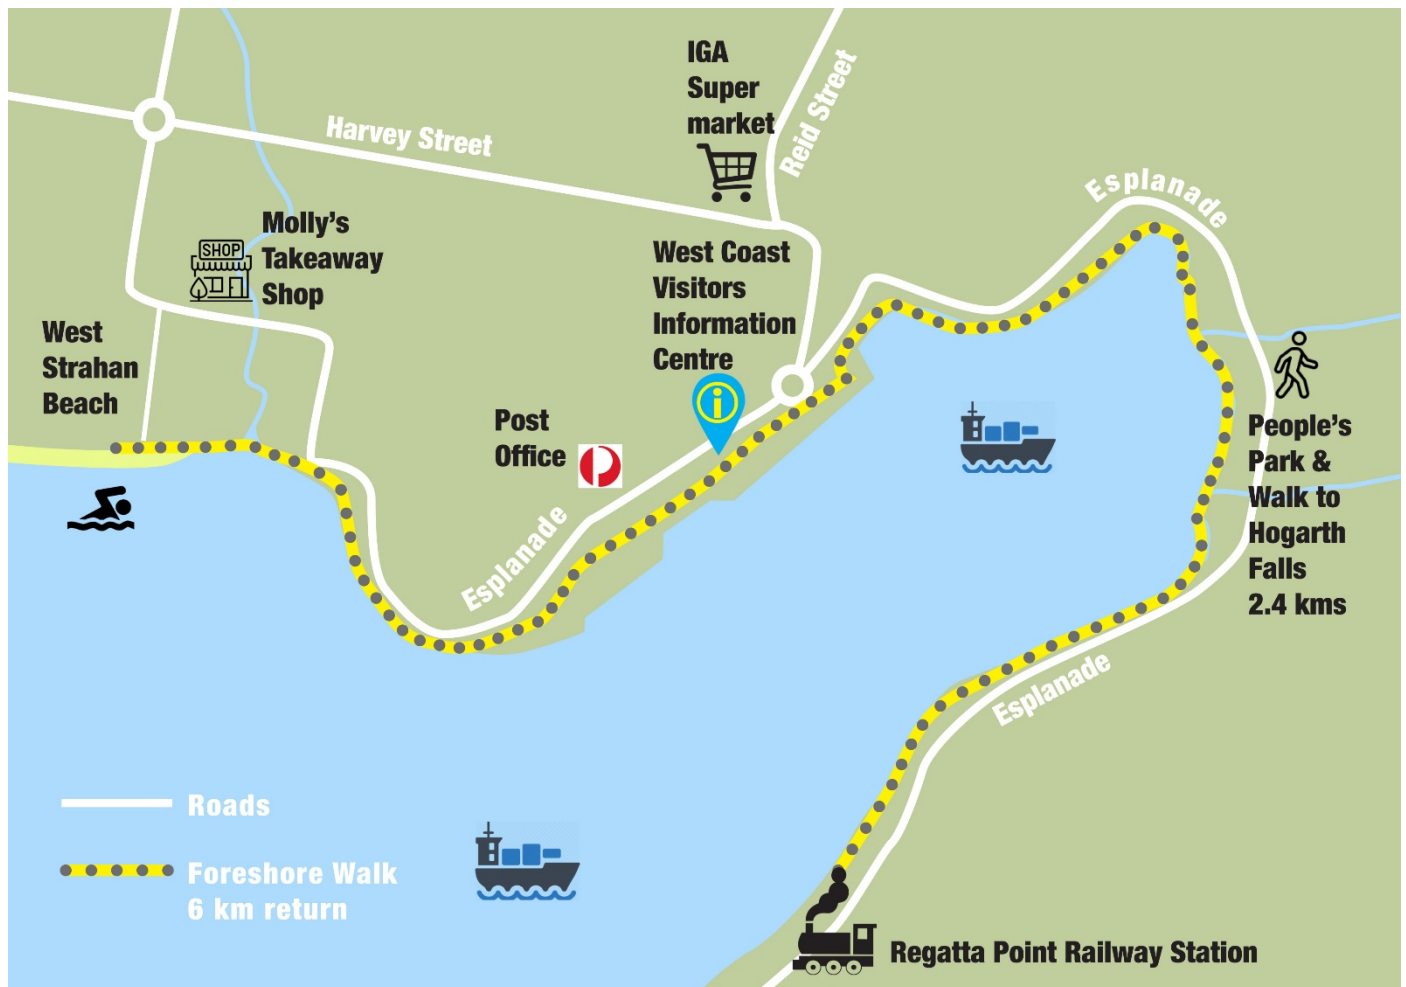 IGA
Super
market
Reid Street
Harvey Street
Esplanade
SHOP
Molly's
Takeaway
Shop
West Coast
Visitors
Information
Centre
i
West
Strahan
Beach
Post
Office
Esplanade
People's
Park &
Walk to
Hogarth
Falls
2.4 kms
Esplanade
Roads
Foreshore Walk
6 km return
Regatta Point Railway Station